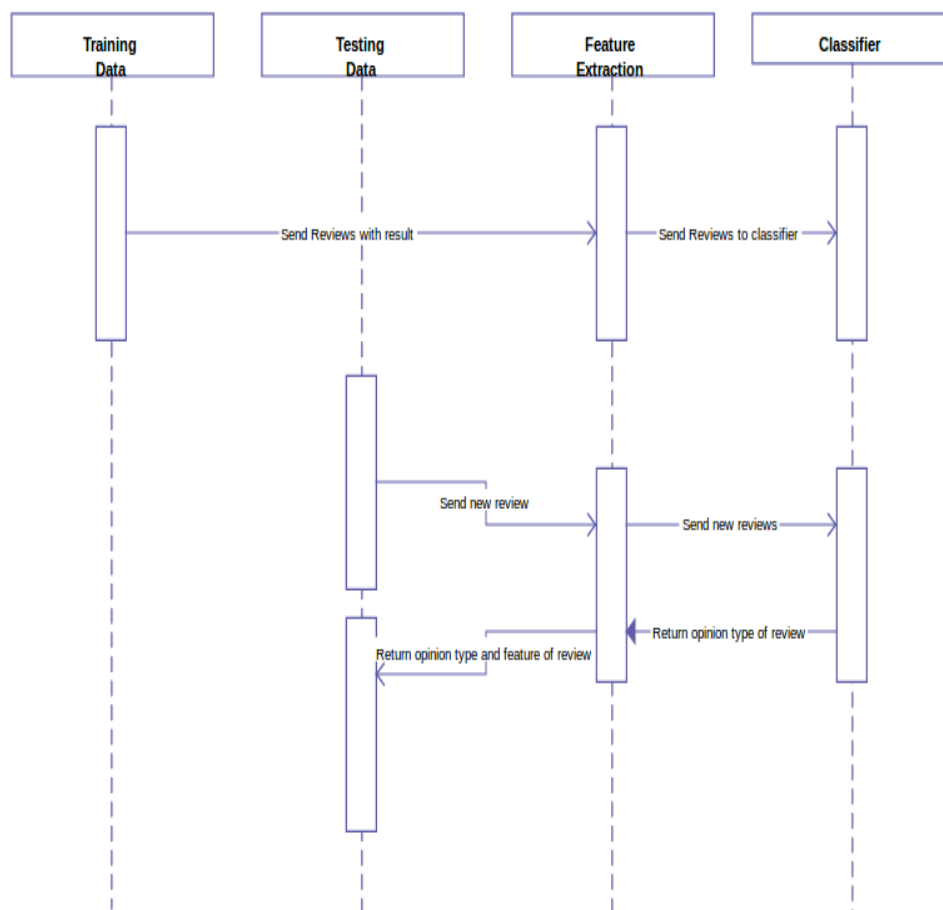 Training
Data
Testing
Data
Feature
Extraction
Classifier
Send Reviews with result
Send Reviews to classifier
Send new review
Send new reviews
Return opinion type of review
Return opinion type and feature of review